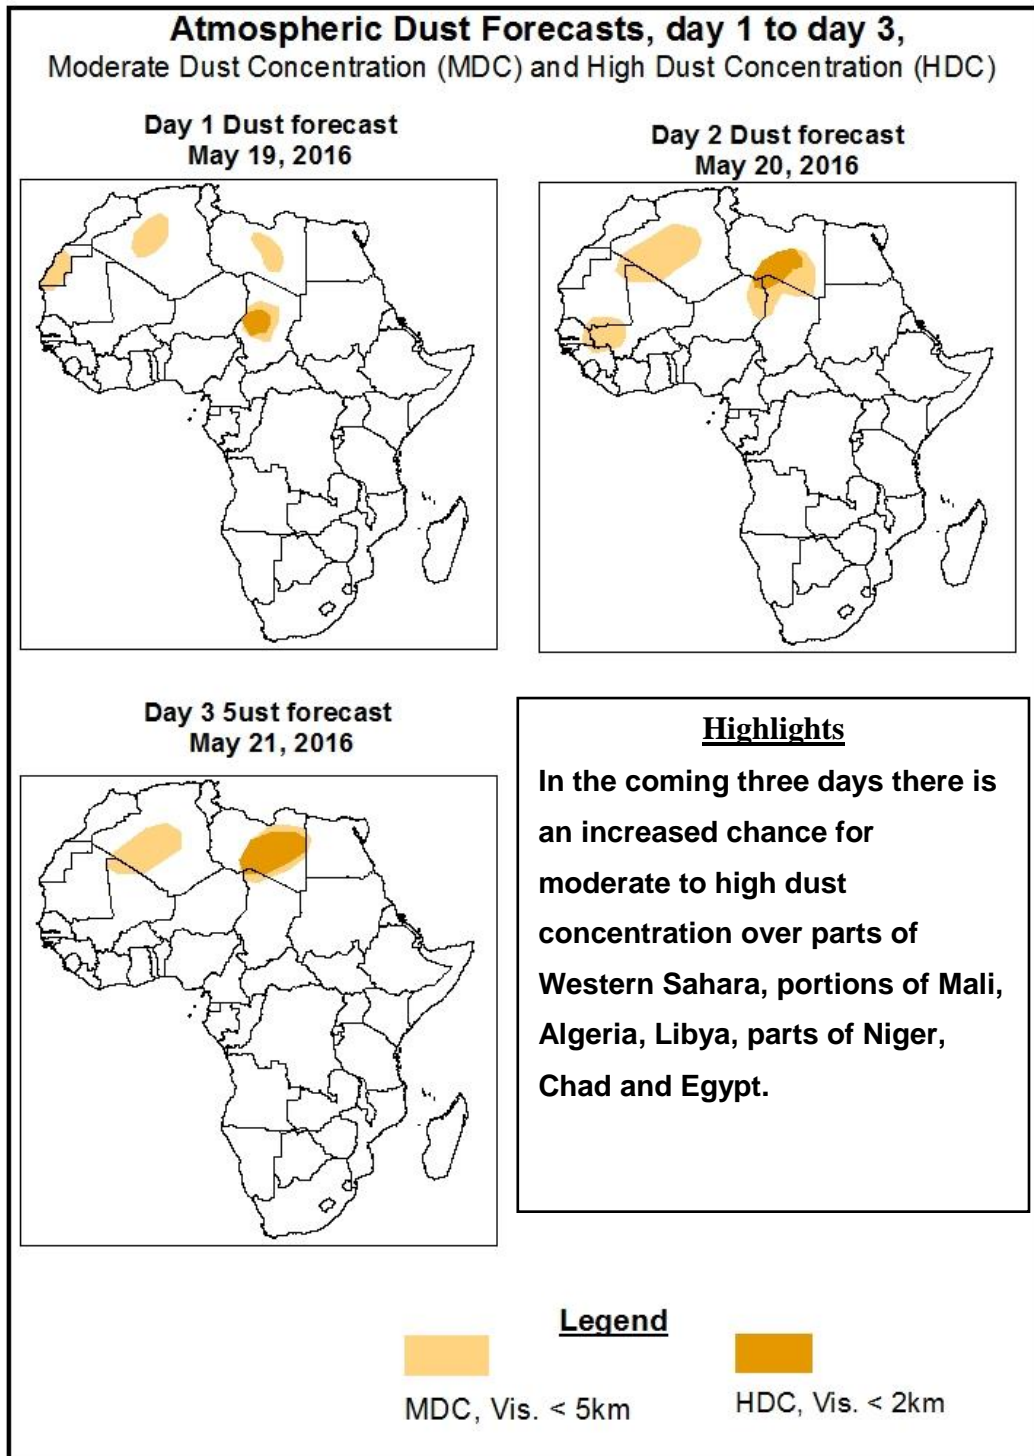 Atmospheric Dust Forecasts, day 1 to day 3,
Moderate Dust Concentration (MDC) and High Dust Concentration (HDC)
Day 1 Dust forecast
May 19, 2016
Day 2 Dust forecast
May 20, 2016
Day 3 5ust forecast
May 21, 2016
Highlights
In the coming three days there is
an increased chance for
moderate to high dust
concentration over parts of
Western Sahara, portions of Mali,
Algeria, Libya, parts of Niger,
Chad and Egypt.
Legend
MDC, Vis. < 5km
HDC, Vis. < 2km